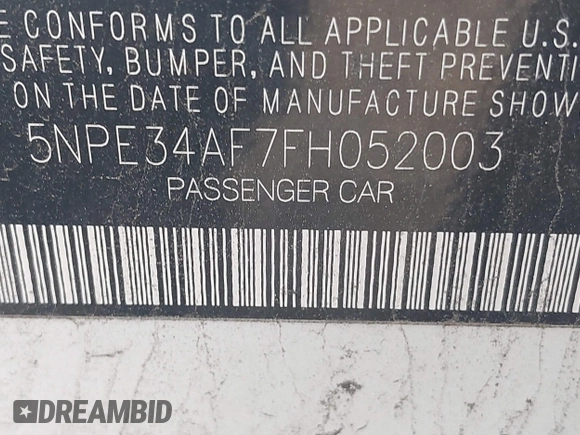 E CONFORMS TO ALL APPLICABLE U.S.
SAFETY, BUMPER, AND THEFT PREVENTI
ON THE DATE OF MANUFACTURE SHOW
5NPE34AF7FH052003
PASSENGER CAR
DREAMBID